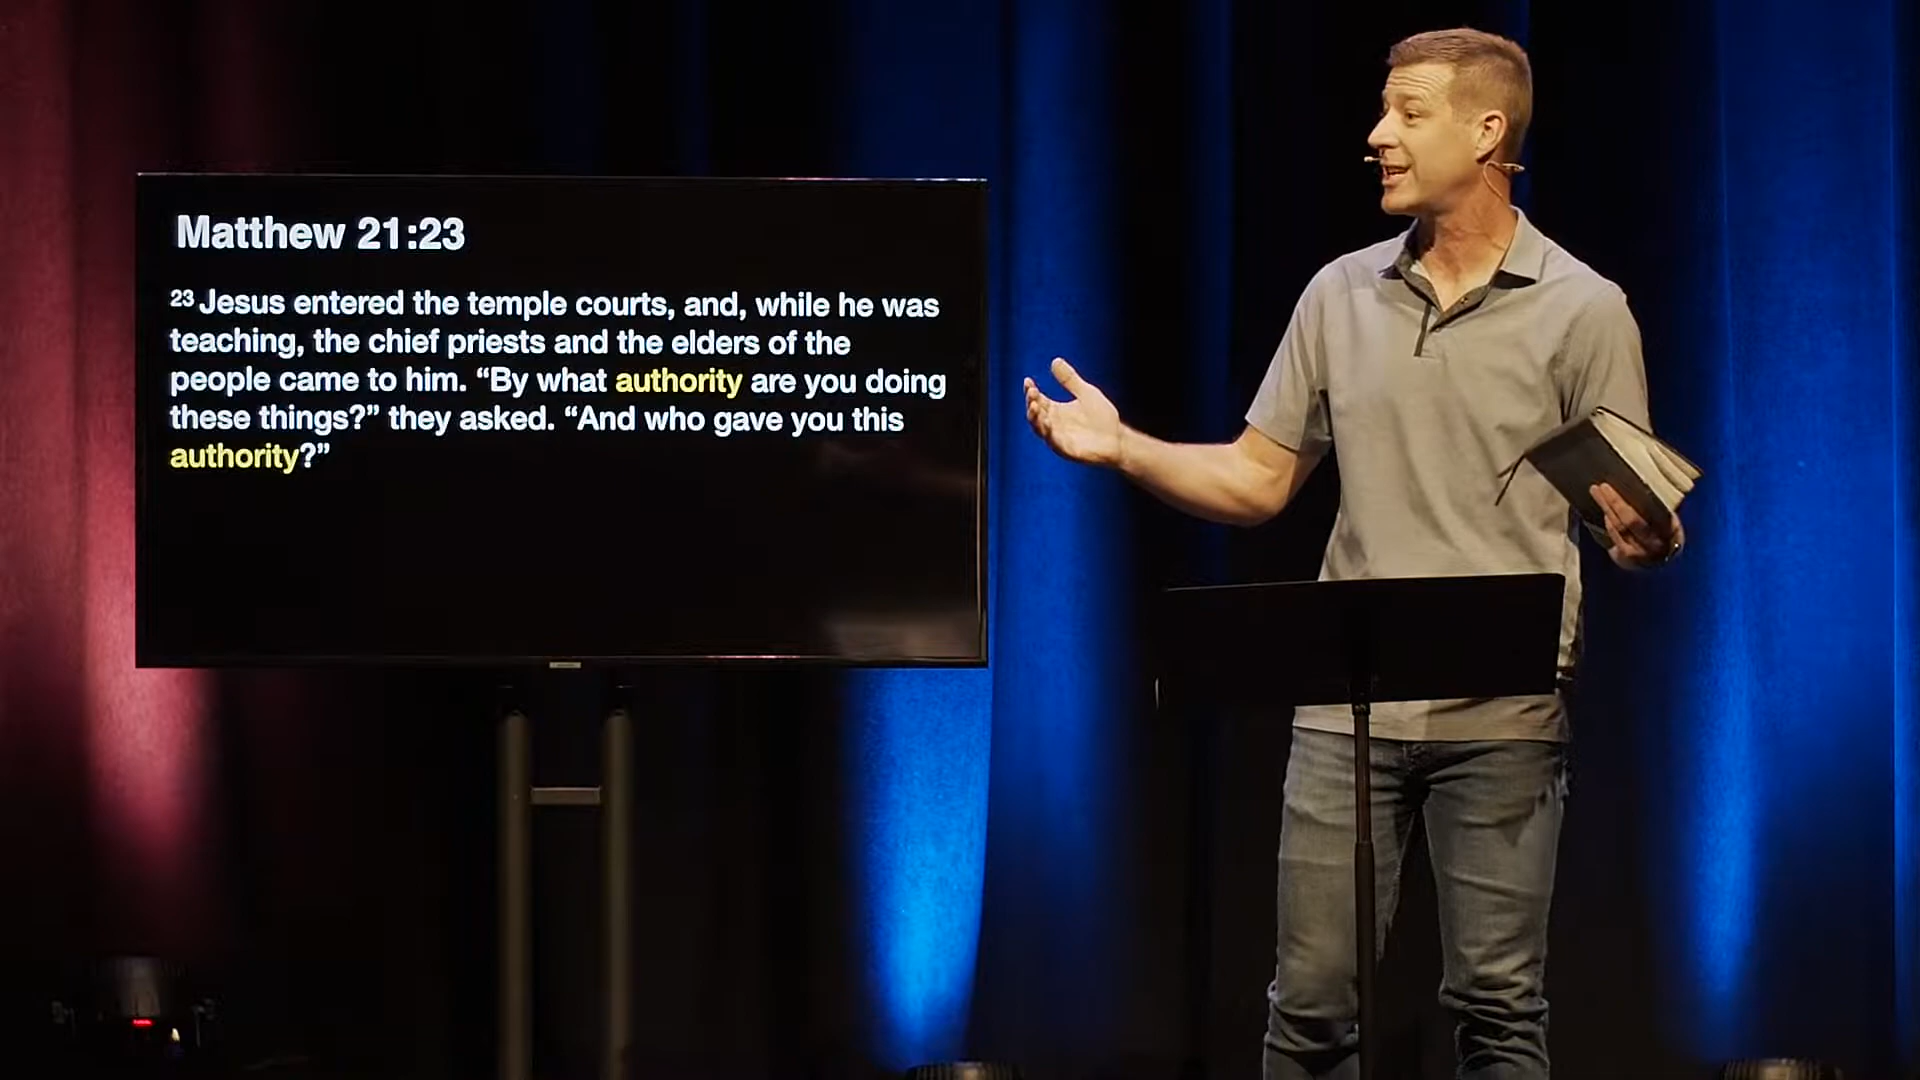 Matthew 21:23
23 Jesus entered the temple courts, and, while he was
teaching, the chief priests and the elders of the
people came to him. “By what authority are you doing
these things?” they asked. “And who gave you this
authority?”